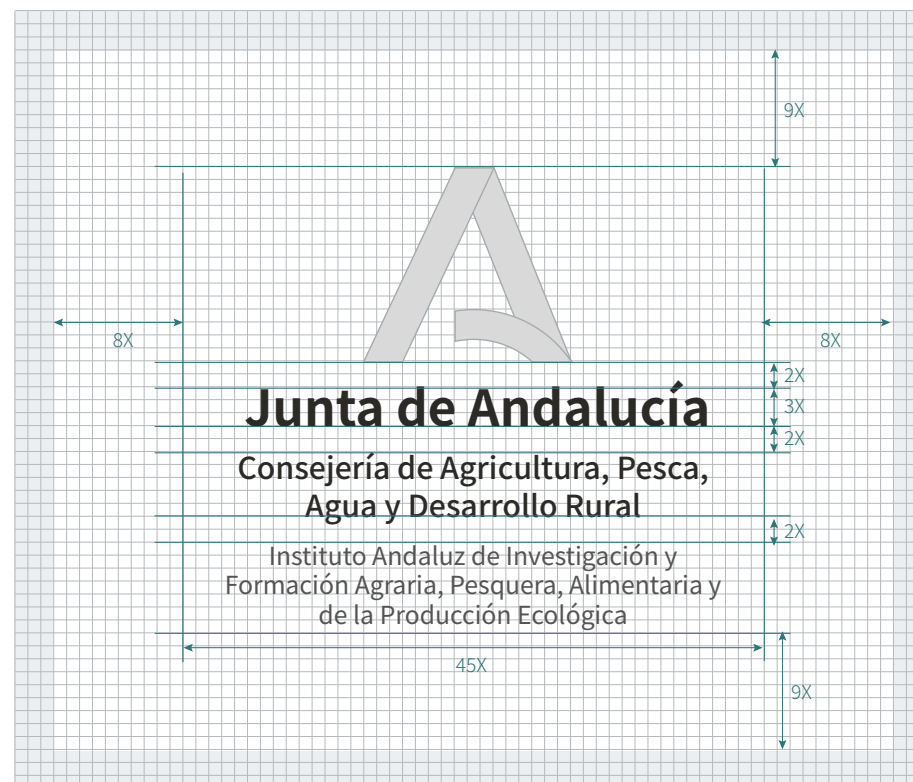 9X
8X
8X
2X
Junta de Andalucía
3X
2X
Consejería de Agricultura, Pesca,
Agua y Desarrollo Rural
2X
Instituto Andaluz de Investigación y
Formación Agraria, Pesquera, Alimentaria y
de la Producción Ecológica
45X
9X